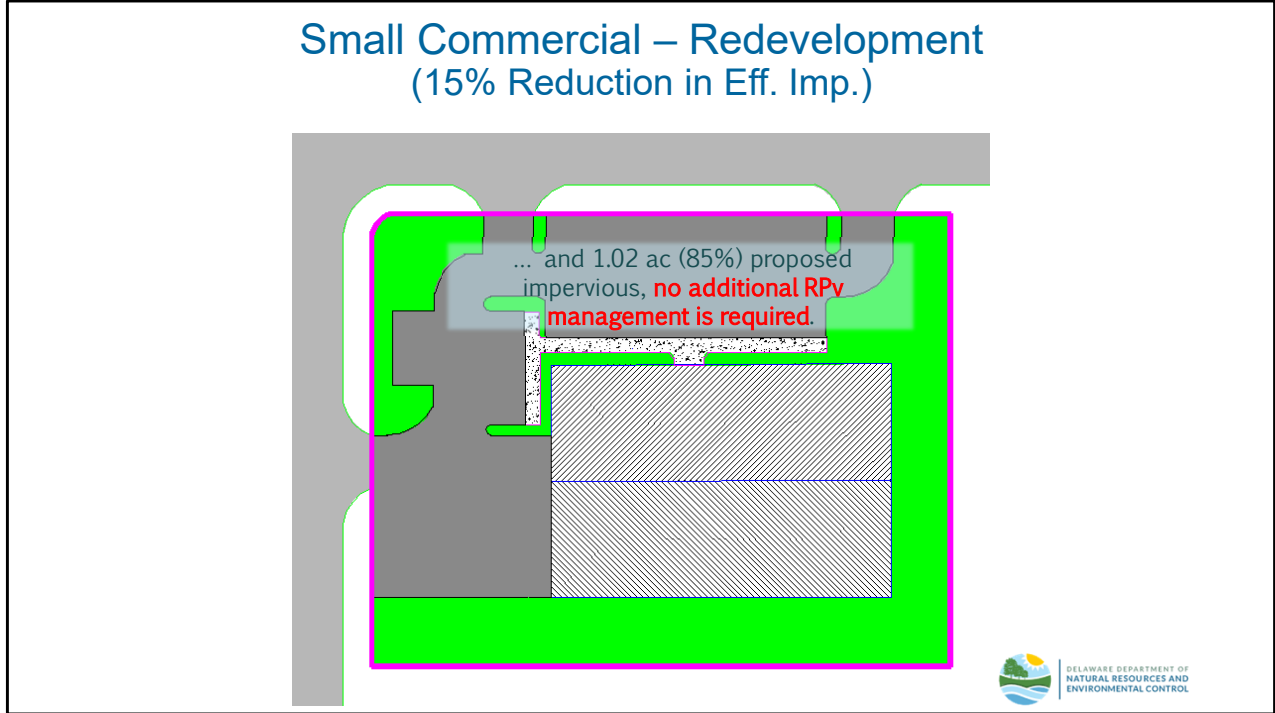 Small Commercial – Redevelopment
(15% Reduction in Eff. Imp.)
… and 1.02 ac (85%) proposed
impervious, no additional RPv
management is required.
DELAWARE DEPARTMENT OF
NATURAL RESOURCES AND
ENVIRONMENTAL CONTROL